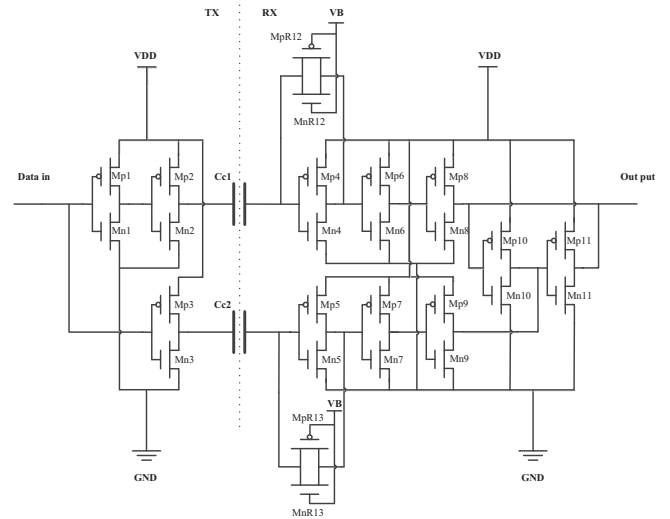 TX RX VB
MpR12
VDD VDD
MnR12
Mp1 Mp2 Mp4 Mp6 Mp8
Data in Cc1 Out put
Mn1 Mn2 Mn4 Mn6 Mn8
Mp10 Mp11
Mn10 Mn11
Mp3 Mp5 Mp7 Mp9
Cc2
Mn3 Mn5 Mn7 Mn9
VB
MpR13
GND GND
MnR13